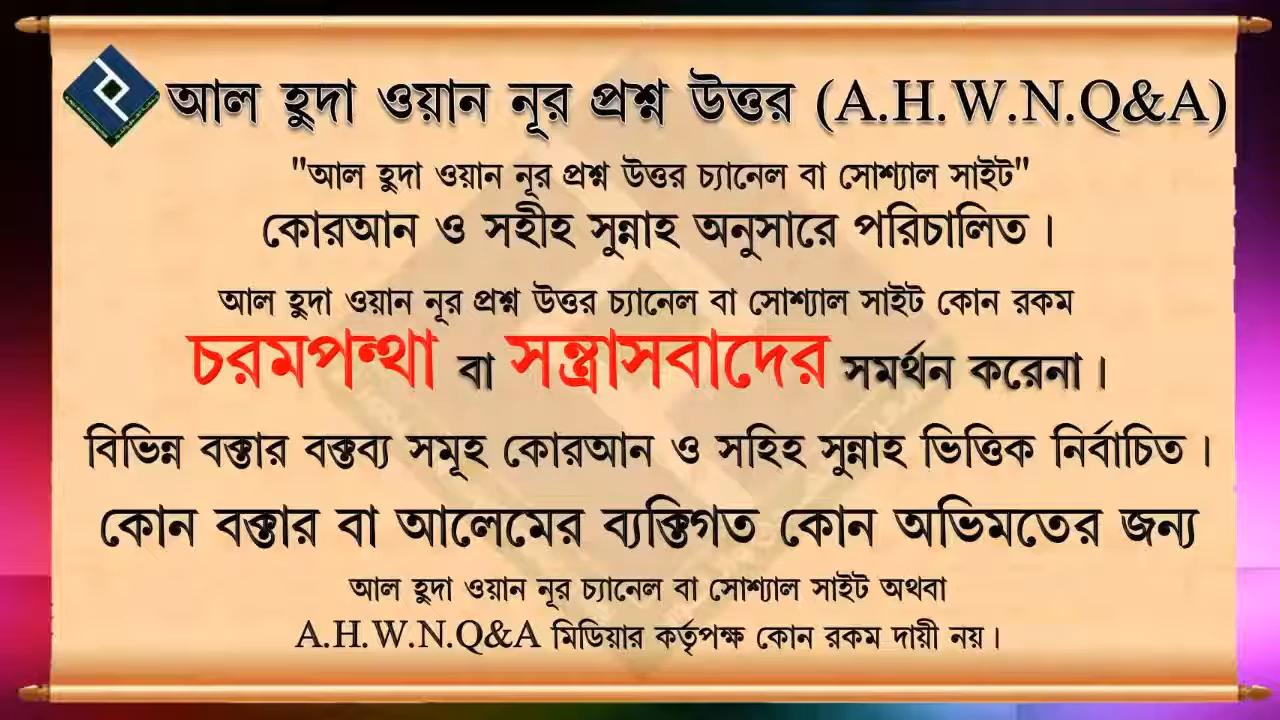 আল হুদা ওয়ান নূর প্রশ্ন উত্তর (A.H.W.N.Q&A)
"আল হুদা ওয়ান নূর প্রশ্ন উত্তর চ্যানেল বা সোশ্যাল সাইট"
কোরআন ও সহীহ সুন্নাহ অনুসারে পরিচালিত।
আল হুদা ওয়ান নূর প্রশ্ন উত্তর চ্যানেল বা সোশ্যাল সাইট কোন রকম
চরমপন্থা বা সন্ত্রাসবাদের সমর্থন করেনা।
বিভিন্ন বক্তার বক্তব্য সমূহ কোরআন ও সহিহ সুন্নাহ ভিত্তিক নির্বাচিত।
কোন বক্তার বা আলেমের ব্যক্তিগত কোন অভিমতের জন্য
আল হুদা ওয়ান নূর চ্যানেল বা সোশ্যাল সাইট অথবা
A.H.W.N.Q&A মিডিয়ার কর্তৃপক্ষ কোন রকম দায়ী নয়।